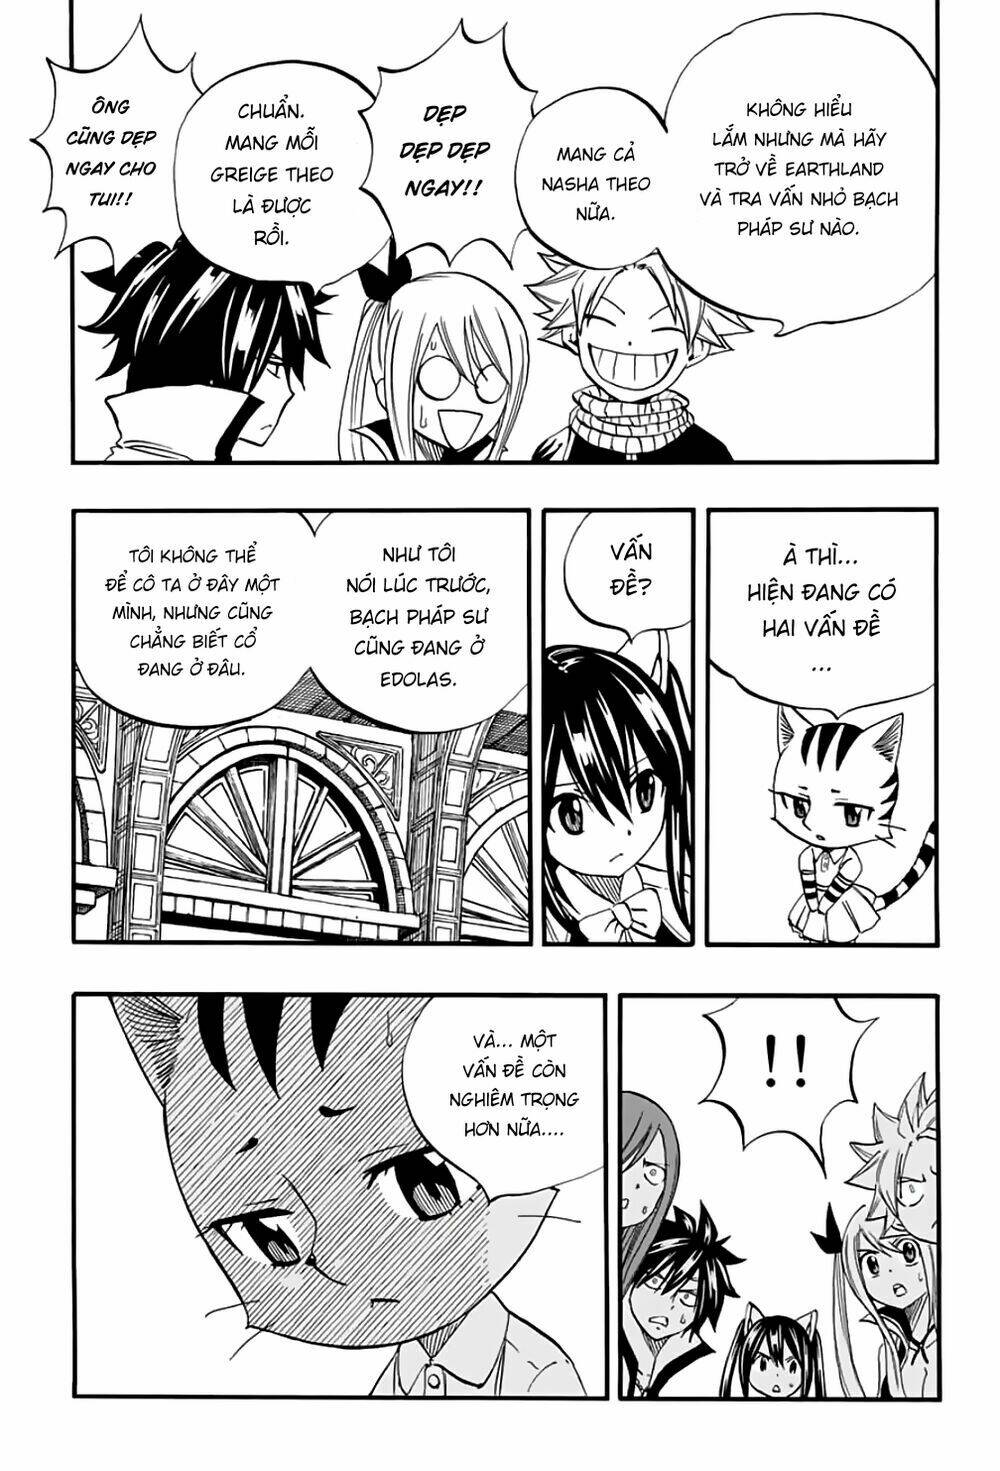 KHÔNG HIỂU
LẮM NHƯNG MÀ HÃY
TRỞ VỀ EARTHLAND
VÀ TRA VẤN NHỎ BẠCH
PHÁP SƯ NÀO.
MANG CẢ
NASHA THEO
NỮA.
DẸP
DẸP DẸP
NGAY!!
CHUẨN.
MANG MỖI
GREIGE THEO
LÀ ĐƯỢC
RỒI.
ÔNG
CŨNG DẸP
NGAY CHO
TUI!!
À THÌ...
HIỆN ĐANG CÓ
HAI VẤN ĐỀ
...
VẤN
ĐỀ?
NHƯ TÔI
NÓI LÚC TRƯỚC,
BẠCH PHÁP SƯ
CŨNG ĐANG Ở
EDOLAS.
TÔI KHÔNG THỂ
ĐỂ CÔ TA Ở ĐÂY MỘT
MÌNH, NHƯNG CŨNG
CHẲNG BIẾT CỔ
ĐANG Ở ĐÂU.
!!
VÀ... MỘT
VẤN ĐỀ CÒN
NGHIÊM TRỌNG
HƠN NỮA....